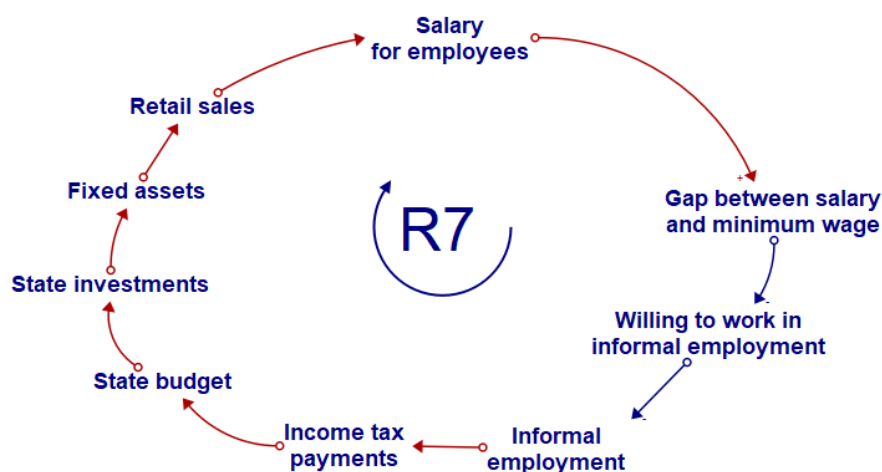 Salary
for employees
Retail sales
+
Fixed assets
Gap between salary
and minimum wage
R7
State investments
-
Willing to work in
informal employment
State budget
-
Income tax
payments
Informal
employment